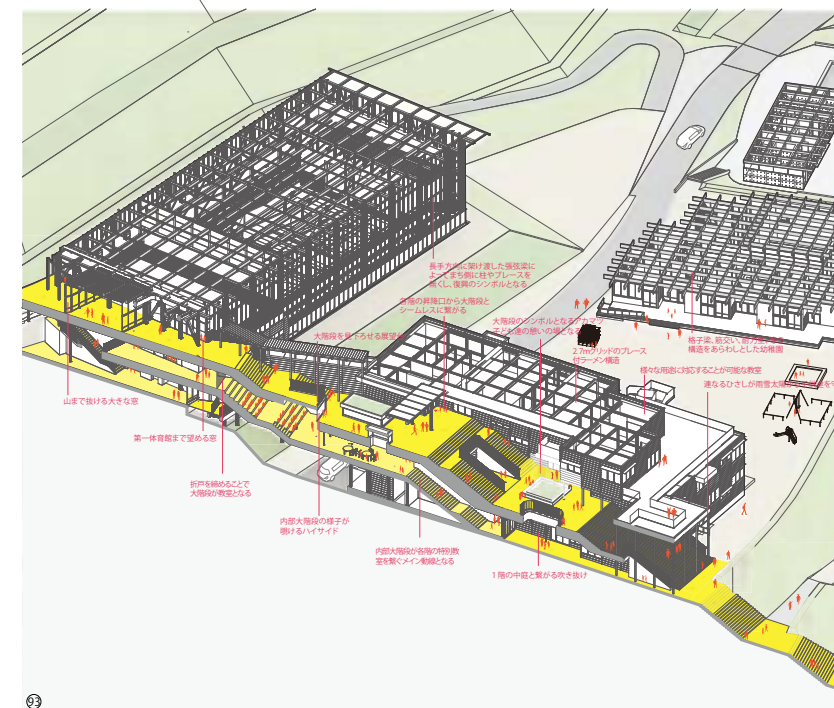 長手方向に架け渡した張弦梁に
よってまち側に柱やブレースを
無くし、復興のシンボルとなる
各階の昇降口から大階段と
シームレスに繋がる
大階段のシンボルとなるアカマツ
子ども達の憩いの場となる
大階段を見下ろせる展望
2.7mグリッドのブレース
付ラーメン構造
格子梁、筋交い、
構造をあらわしとした幼稚園
様々な用途に対応することが可能な教室
連なるひさしが雨雪太陽
山まで抜ける大きな窓
第一体育館まで望める窓
折戸を締めることで
大階段が教室となる
内部大階段の様子が
覗けるハイサイド
内部大階段が各階の特別教
室を繋ぐメイン動線となる
1階の中庭と繋がる吹き抜け
93